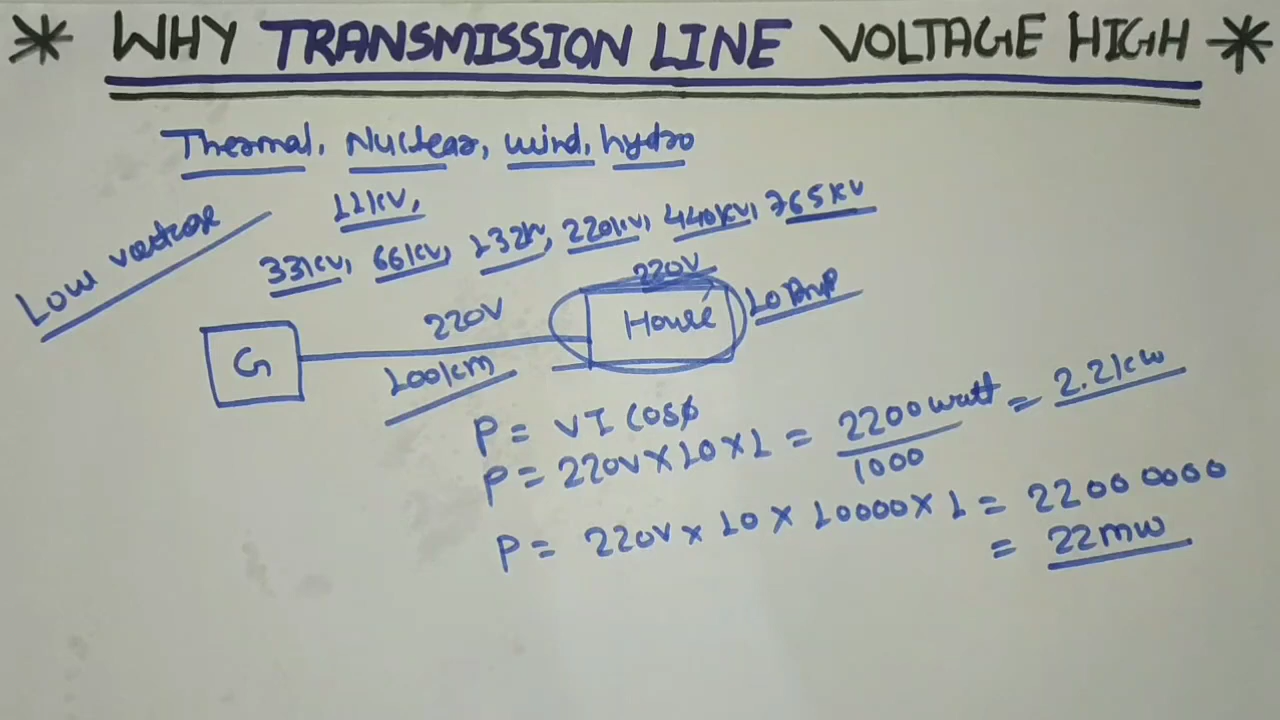 * WHY TRANSMISSION LINE VOLTAGE HIGH *
Thermal, Nuclear, wind, hydro
Low voltage
11kv,
33kv, 66kv, 132kv, 220kv, 440kv, 765kv
220V
220V
House
10 Amp
G
100km
P = VI COSϕ
P = 220V × 10 × 1 = 2200watt/1000 = 2.2kw
P = 220V × 10 × 10000 × 1 = 22000000
= 22mw